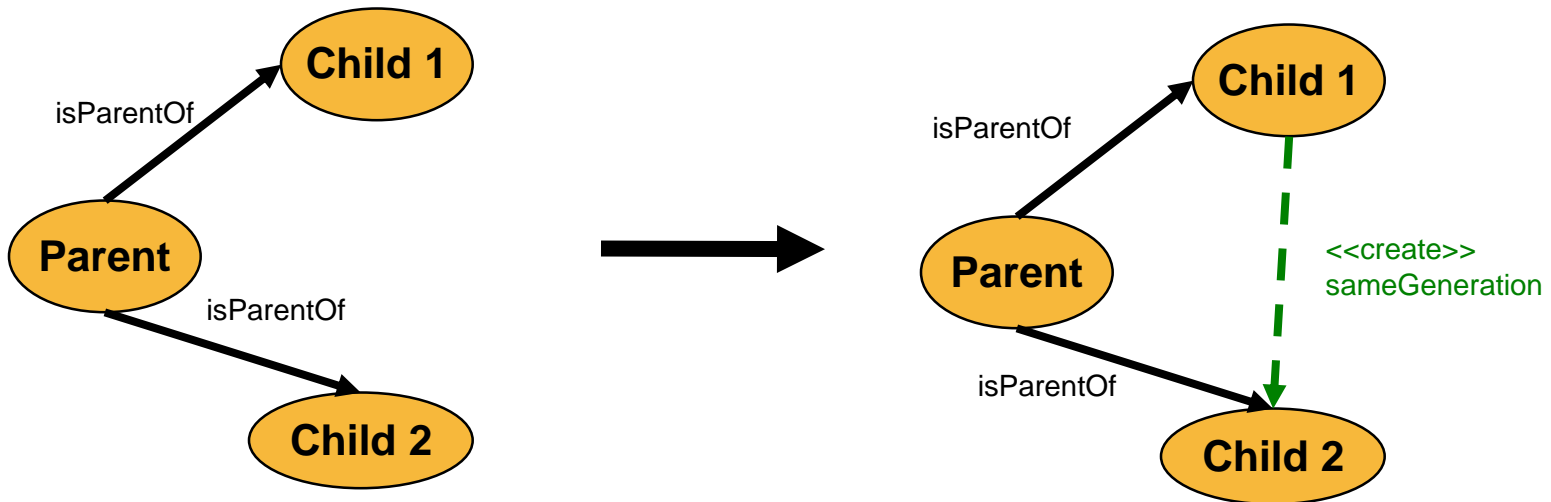 Child 1
isParentOf
Parent
isParentOf
Child 2
Child 1
isParentOf
Parent
<<create>>
sameGeneration
isParentOf
Child 2